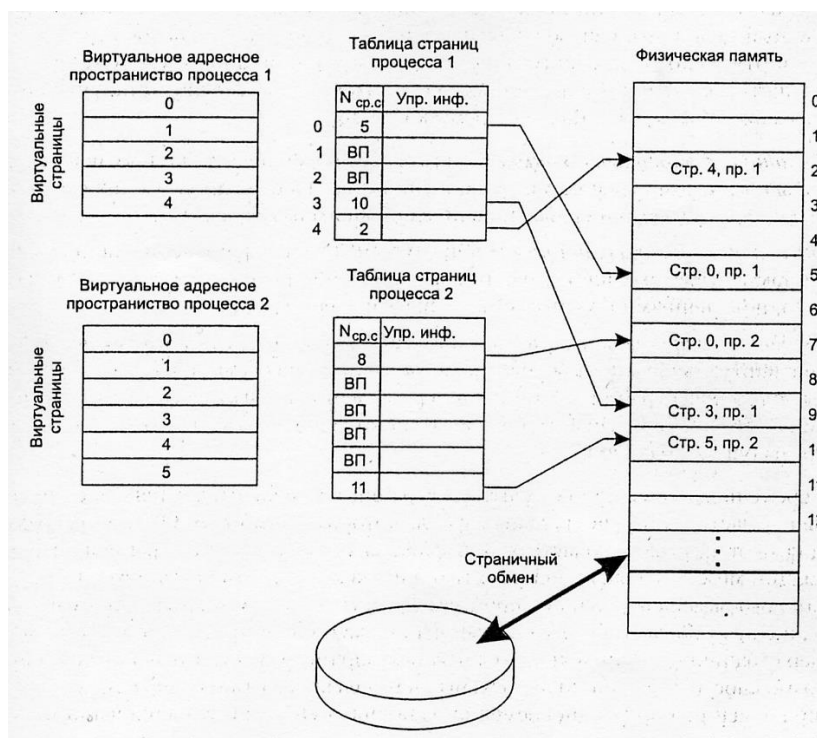 Виртуальное адресное
пространиство процесса 1
Виртуальные
страницы
0
1
2
3
4
Таблица страниц
процесса 1
N ср.с Упр. инф.
0 5
1 ВП
2 ВП
3 10
4 2
Виртуальное адресное
пространиство процесса 2
Виртуальные
страницы
0
1
2
3
4
5
Таблица страниц
процесса 2
N ср.с Упр. инф.
8
ВП
ВП
ВП
ВП
11
Физическая память
0
1
Стр. 4, пр. 1 2
3
4
Стр. 0, пр. 1 5
6
Стр. 0, пр. 2 7
8
Стр. 3, пр. 1 9
Стр. 5, пр. 2
Страничный
обмен